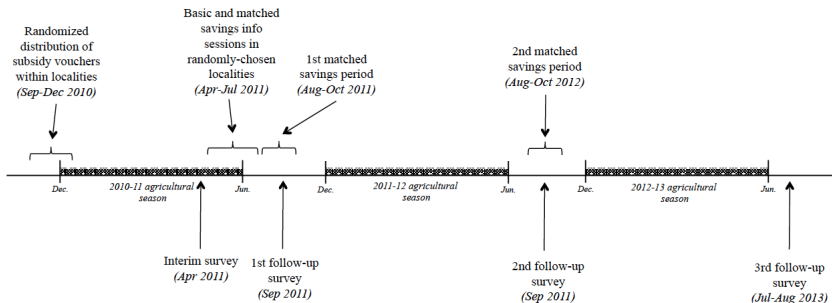 Randomized
distribution of
subsidy vouchers
within localities
(Sep-Dec 2010)
Basic and matched
savings info
sessions in
randomly-chosen
localities
(Apr-Jul 2011)
1st matched
savings period
(Aug-Oct 2011)
2nd matched
savings period
(Aug-Oct 2012)
Dec.
2010-11 agricultural
season
Jun.
Dec.
2011-12 agricultural
season
Jun.
Dec.
2012-13 agricultural
season
Jun.
Interim survey
(Apr 2011)
1st follow-up
survey
(Sep 2011)
2nd follow-up
survey
(Sep 2011)
3rd follow-up
survey
(Jul-Aug 2013)